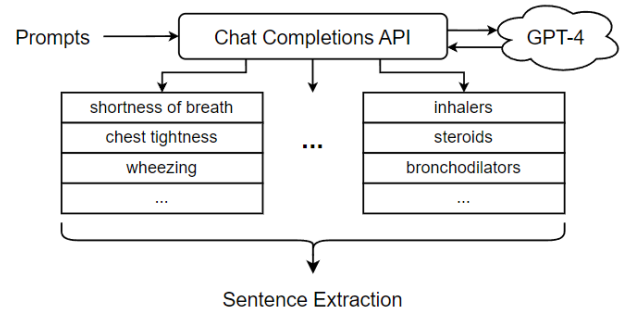 Prompts
Chat Completions API
GPT-4
shortness of breath
chest tightness
wheezing
...
...
inhalers
steroids
bronchodilators
...
Sentence Extraction